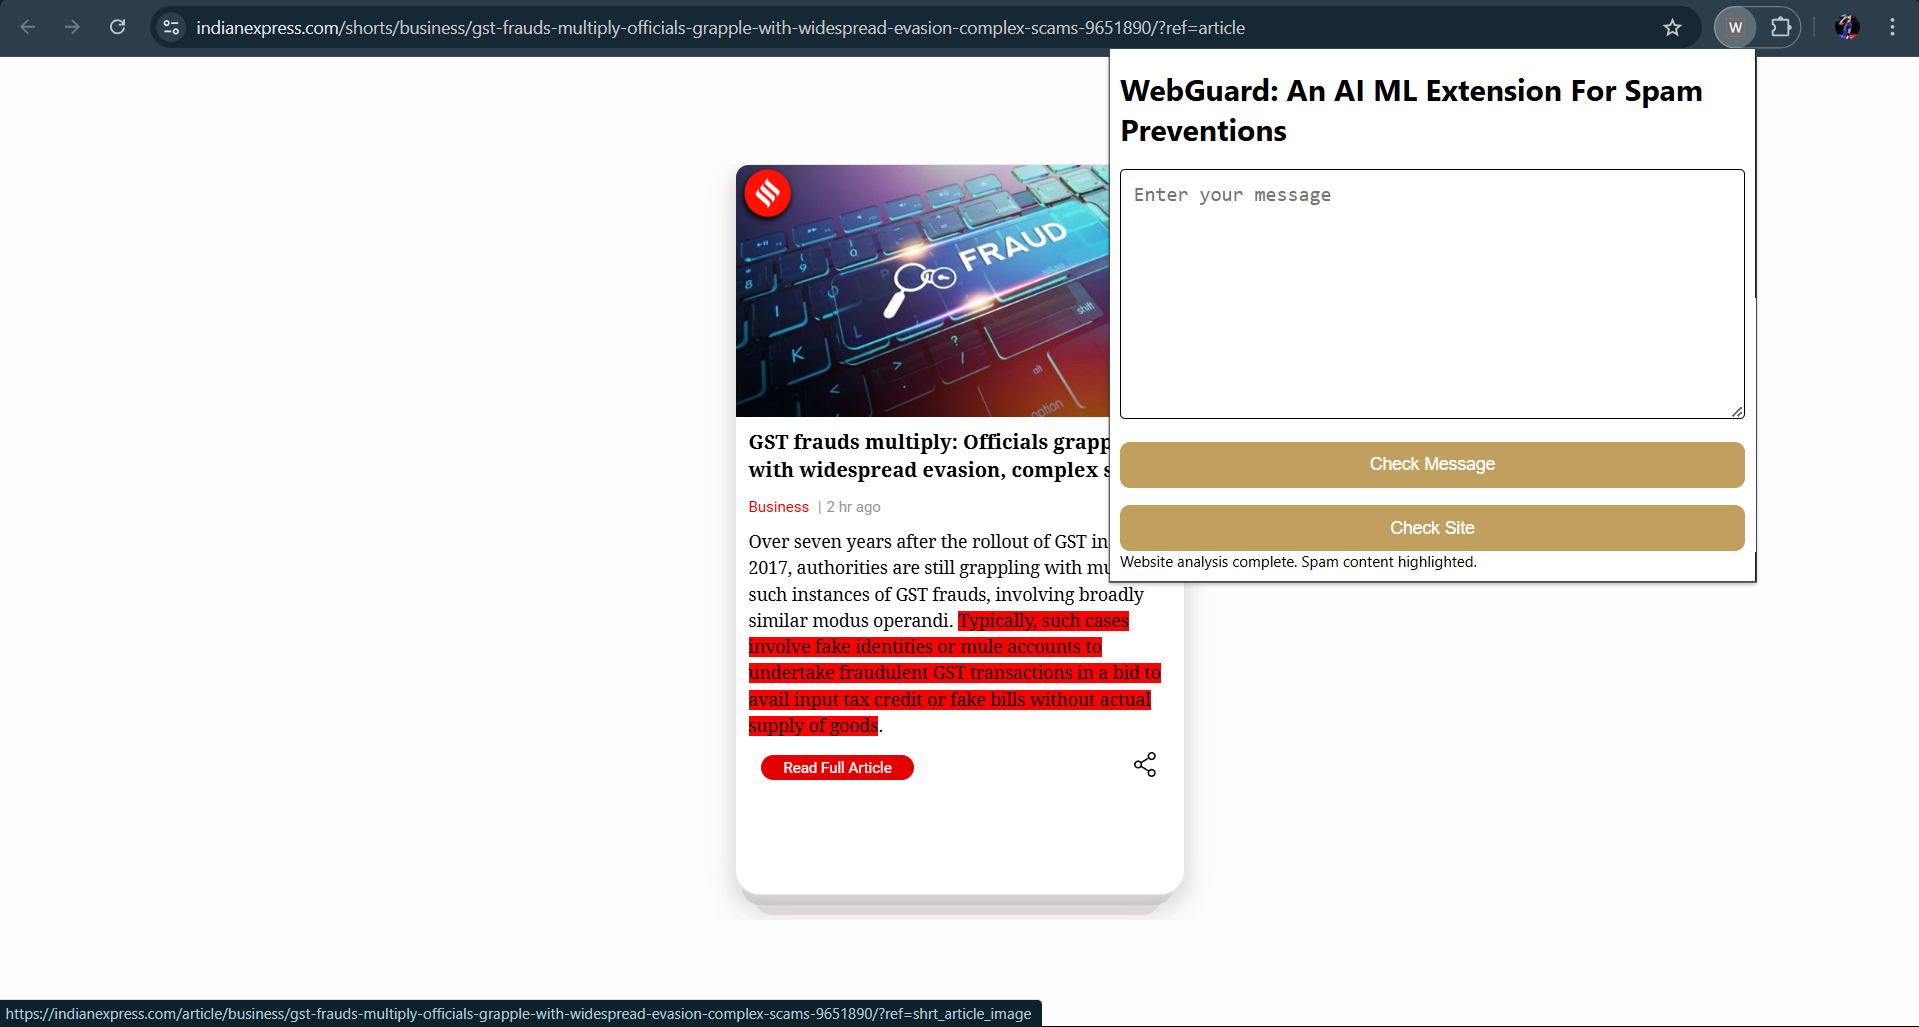 indianexpress.com/shorts/business/gst-frauds-multiply-officials-grapple-with-widespread-evasion-complex-scams-9651890/?ref=article
W
WebGuard: An AI ML Extension For Spam
Preventions
Enter your message
Check Message
Check Site
Website analysis complete. Spam content highlighted.
FRAUD
shift
alt
option
K
L
P
8
9
0
?
/
>
<
GST frauds multiply: Officials grapp
with widespread evasion, complex s
Business | 2 hr ago
Over seven years after the rollout of GST in
2017, authorities are still grappling with mu
such instances of GST frauds, involving broadly
similar modus operandi. Typically, such cases
involve fake identities or mule accounts to
undertake fraudulent GST transactions in a bid to
avail input tax credit or fake bills without actual
supply of goods.
Read Full Article
https://indianexpress.com/article/business/gst-frauds-multiply-officials-grapple-with-widespread-evasion-complex-scams-9651890/?ref=shrt_article_image